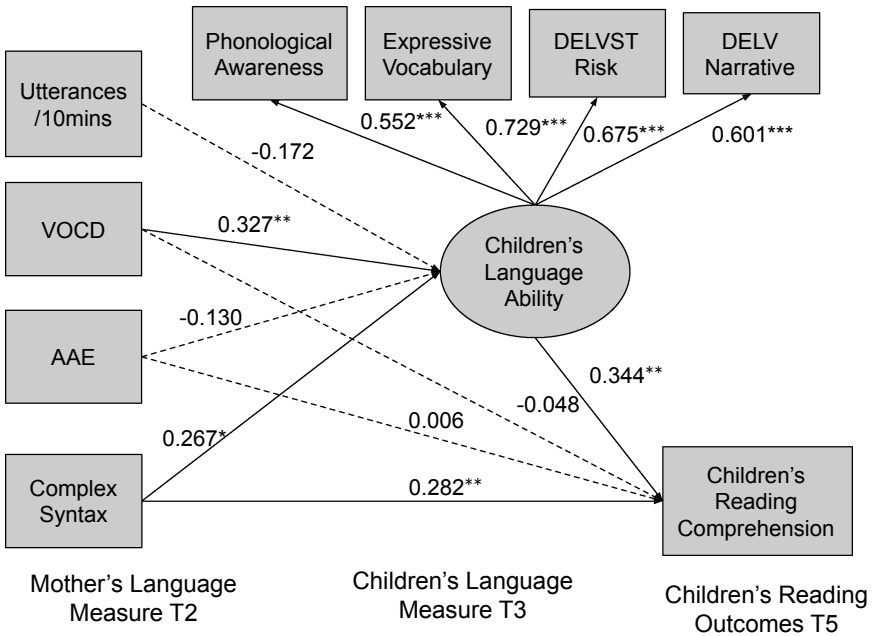 Phonological
Awareness
Expressive
Vocabulary
DELVST
Risk
DELV
Narrative
Utterances
/10mins
0.552***
0.729***
0.675***
0.601***
-0.172
VOCD
0.327**
Children’s
Language
Ability
-0.130
AAE
0.344**
-0.048
0.006
0.267*
Complex
Syntax
0.282**
Children’s
Reading
Comprehension
Mother’s Language
Measure T2
Children’s Language
Measure T3
Children’s Reading
Outcomes T5